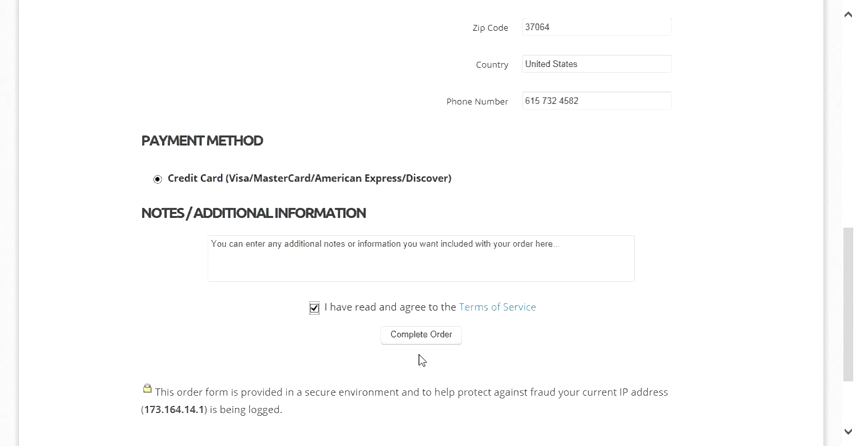 Zip Code 37064
Country United States
Phone Number 615 732 4582
PAYMENT METHOD
Credit Card (Visa/MasterCard/American Express/Discover)
NOTES / ADDITIONAL INFORMATION
You can enter any additional notes or information you want included with your order here...
I have read and agree to the Terms of Service
Complete Order
This order form is provided in a secure environment and to help protect against fraud your current IP address
(173.164.14.1) is being logged.